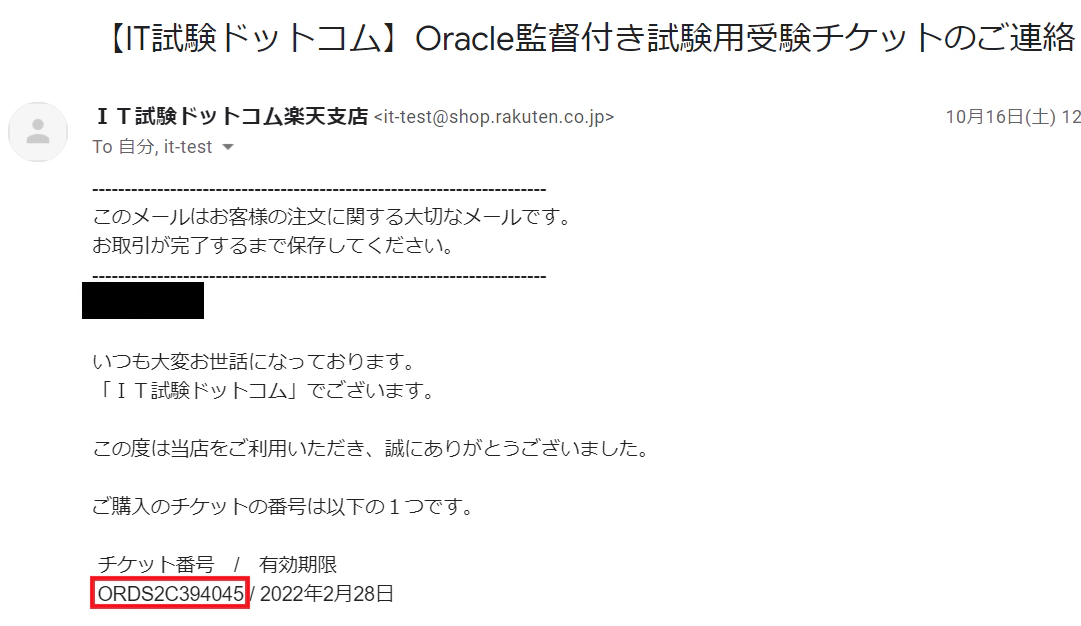 【IT試験ドットコム】Oracle監督付き試験用受験チケットのご連絡
ＩＴ試験ドットコム楽天支店 <it-test@shop.rakuten.co.jp>
10月16日(土) 12
To 自分, it-test
----------------------------------------------------------------------
このメールはお客様の注文に関する大切なメールです。
お取引が完了するまで保存してください。
----------------------------------------------------------------------
いつも大変お世話になっております。
「ＩＴ試験ドットコム」でございます。
この度は当店をご利用いただき、誠にありがとうございました。
ご購入のチケットの番号は以下の１つです。
チケット番号　/　有効期限
ORDS2C394045 / 2022年2月28日